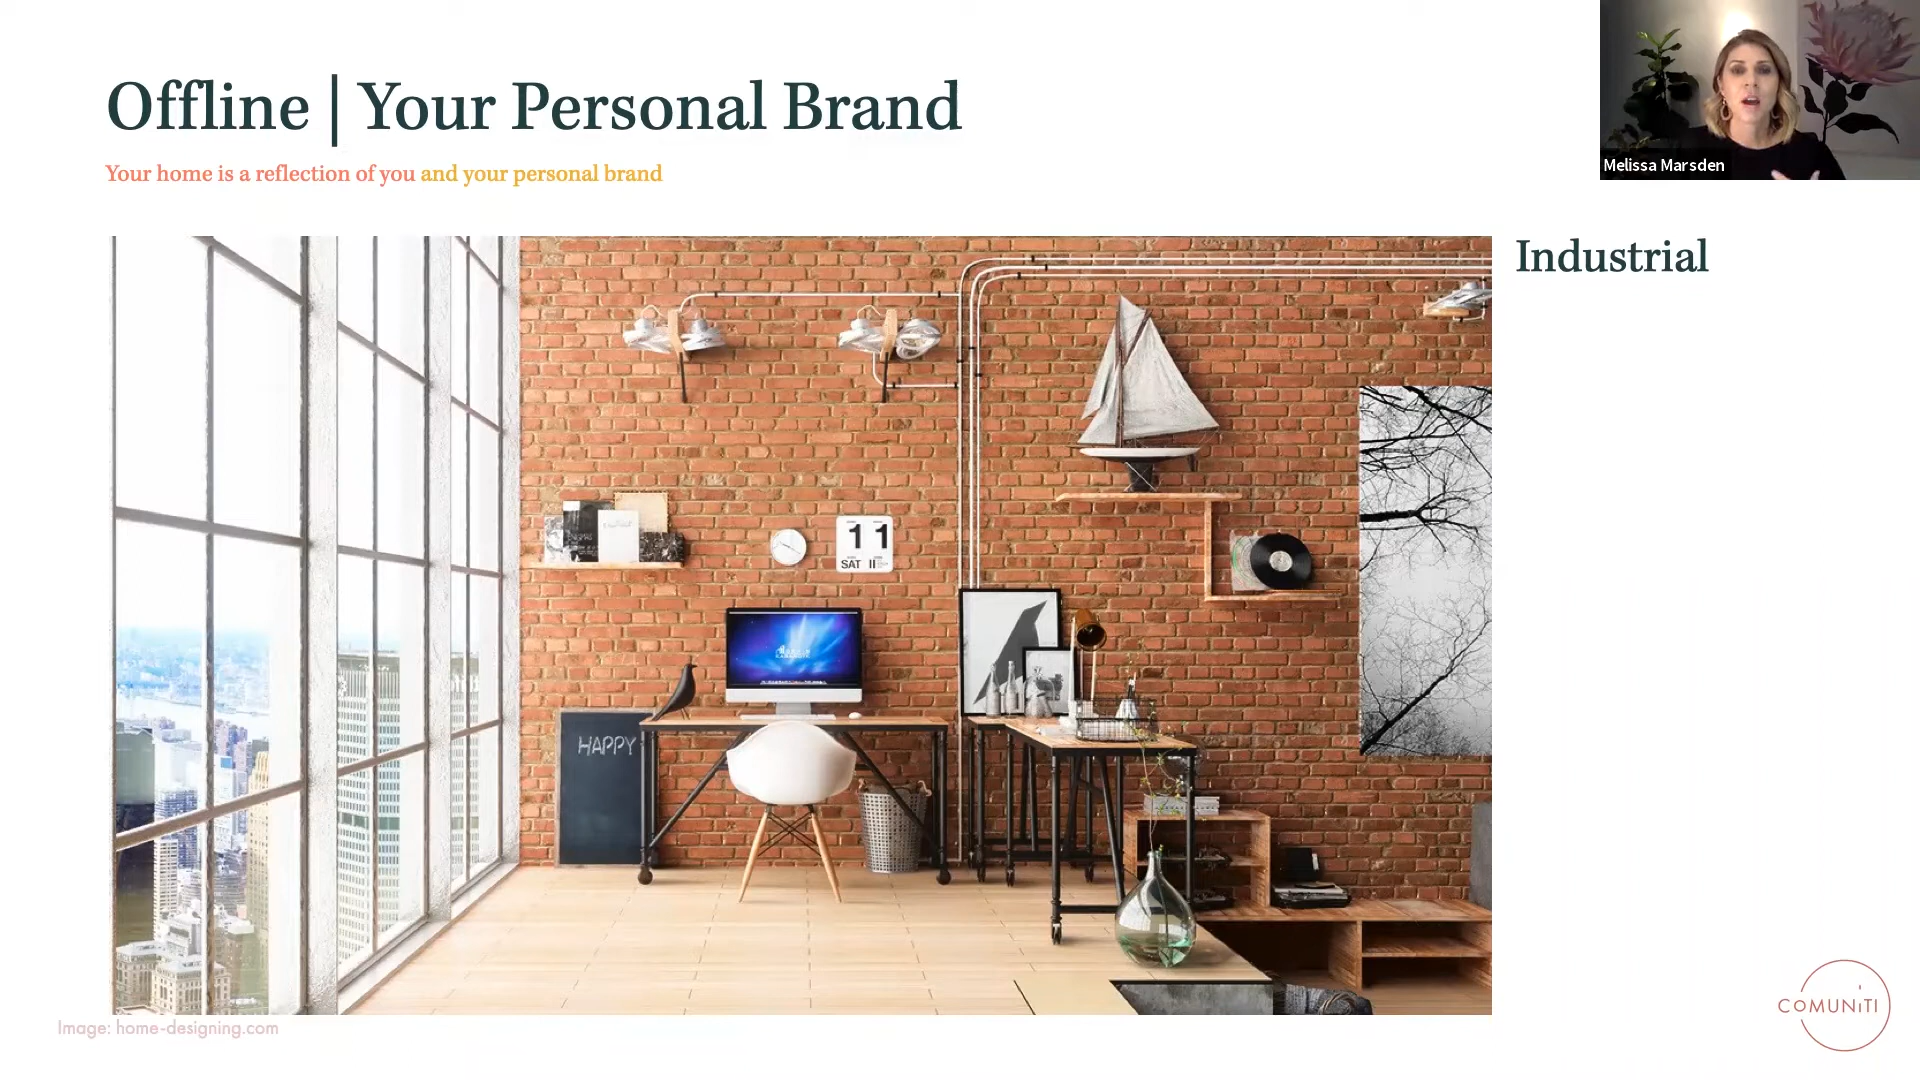 Offline | Your Personal Brand
Your home is a reflection of you and your personal brand
Melissa Marsden
Industrial
11
SAT II
HAPPY
Image: home-designing.com
COMUNiTI